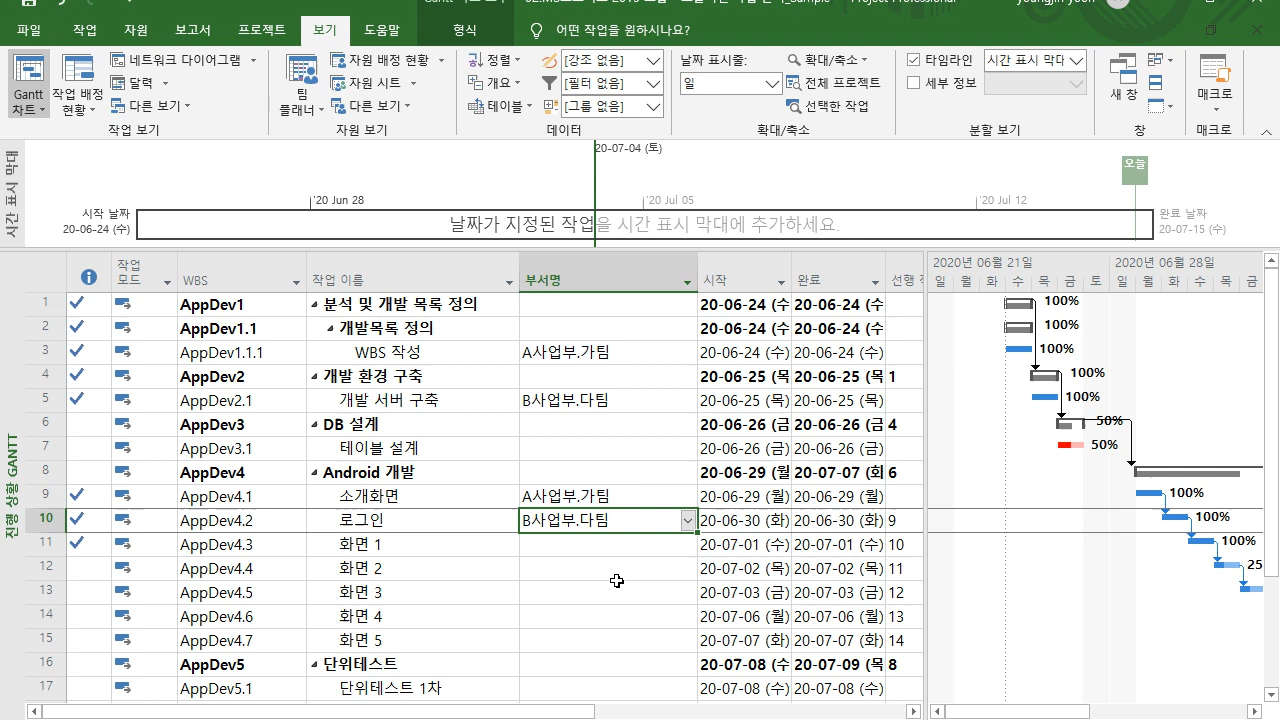 파일 작업 자원 보고서 프로젝트 보기 도움말 형식 어떤 작업을 원하시나요?
Gantt 차트
작업 배정 현황
네트워크 다이어그램
달력
다른 보기
작업 보기
팀 플래너
자원 배정 현황
자원 시트
다른 보기
자원 보기
정렬
개요
테이블
[강조 없음]
[필터 없음]
[그룹 없음]
데이터
날짜 표시줄:
일
확대/축소
전체 프로젝트
선택한 작업
확대/축소
타임라인
시간 표시 막대
세부 정보
분할 보기
새 창
창
매크로
매크로
시간 표시 막대
20-07-04 (토)
오늘
'20 Jun 28 '20 Jul 05 '20 Jul 12
시작 날짜
20-06-24 (수)
날짜가 지정된 작업을 시간 표시 막대에 추가하세요.
완료 날짜
20-07-15 (수)
진행 상황 GANTT
작업 모드 WBS 작업 이름 부서명 시작 완료 선행
2020년 06월 21일 2020년 06월 28일
일 월 화 수 목 금 토 일 월 화 수 목 금
1 AppDev1 분석 및 개발 목록 정의 20-06-24 (수 20-06-24 (수 100%
2 AppDev1.1 개발목록 정의 20-06-24 (수 20-06-24 (수 100%
3 AppDev1.1.1 WBS 작성 A사업부.가팀 20-06-24 (수) 20-06-24 (수) 100%
4 AppDev2 개발 환경 구축 20-06-25 (목 20-06-25 (목 1 100%
5 AppDev2.1 개발 서버 구축 B사업부.다팀 20-06-25 (목) 20-06-25 (목) 100%
6 AppDev3 DB 설계 20-06-26 (금 20-06-26 (금 4 50%
7 AppDev3.1 테이블 설계 20-06-26 (금) 20-06-26 (금) 50%
8 AppDev4 Android 개발 20-06-29 (월 20-07-07 (화 6
9 AppDev4.1 소개화면 A사업부.가팀 20-06-29 (월) 20-06-29 (월) 100%
10 AppDev4.2 로그인 B사업부.다팀 20-06-30 (화) 20-06-30 (화) 9 100%
11 AppDev4.3 화면 1 20-07-01 (수) 20-07-01 (수) 10 100%
12 AppDev4.4 화면 2 20-07-02 (목) 20-07-02 (목) 11 25
13 AppDev4.5 화면 3 20-07-03 (금) 20-07-03 (금) 12
14 AppDev4.6 화면 4 20-07-06 (월) 20-07-06 (월) 13
15 AppDev4.7 화면 5 20-07-07 (화) 20-07-07 (화) 14
16 AppDev5 단위테스트 20-07-08 (수 20-07-09 (목 8
17 AppDev5.1 단위테스트 1차 20-07-08 (수) 20-07-08 (수)